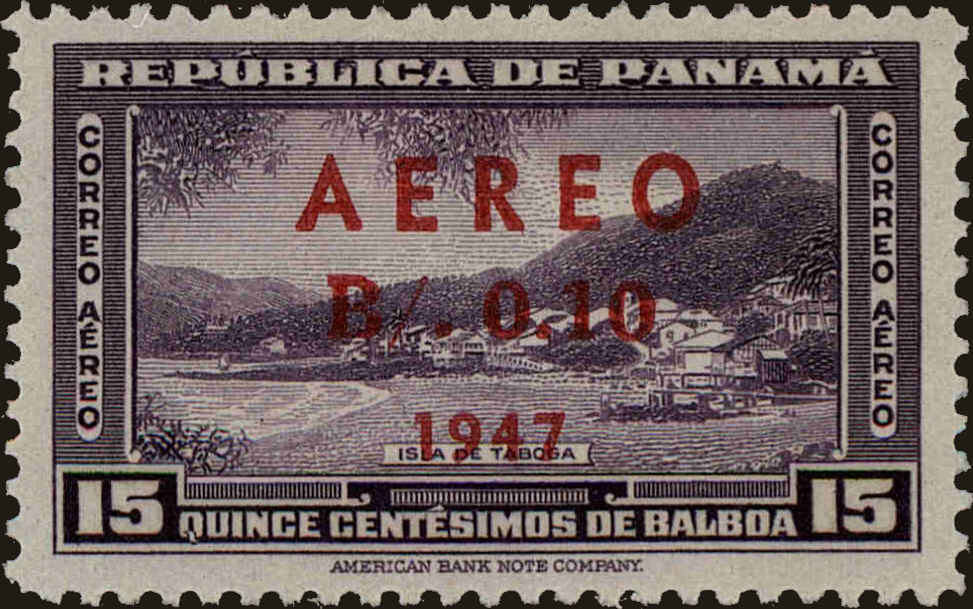 REPÚBLICA DE PANAMÁ
CORREO AÉREO
CORREO AÉREO
AEREO
B/. 0.10
1947
ISLA DE TABOGA
15
15
QUINCE CENTÉSIMOS DE BALBOA
AMERICAN BANK NOTE COMPANY.